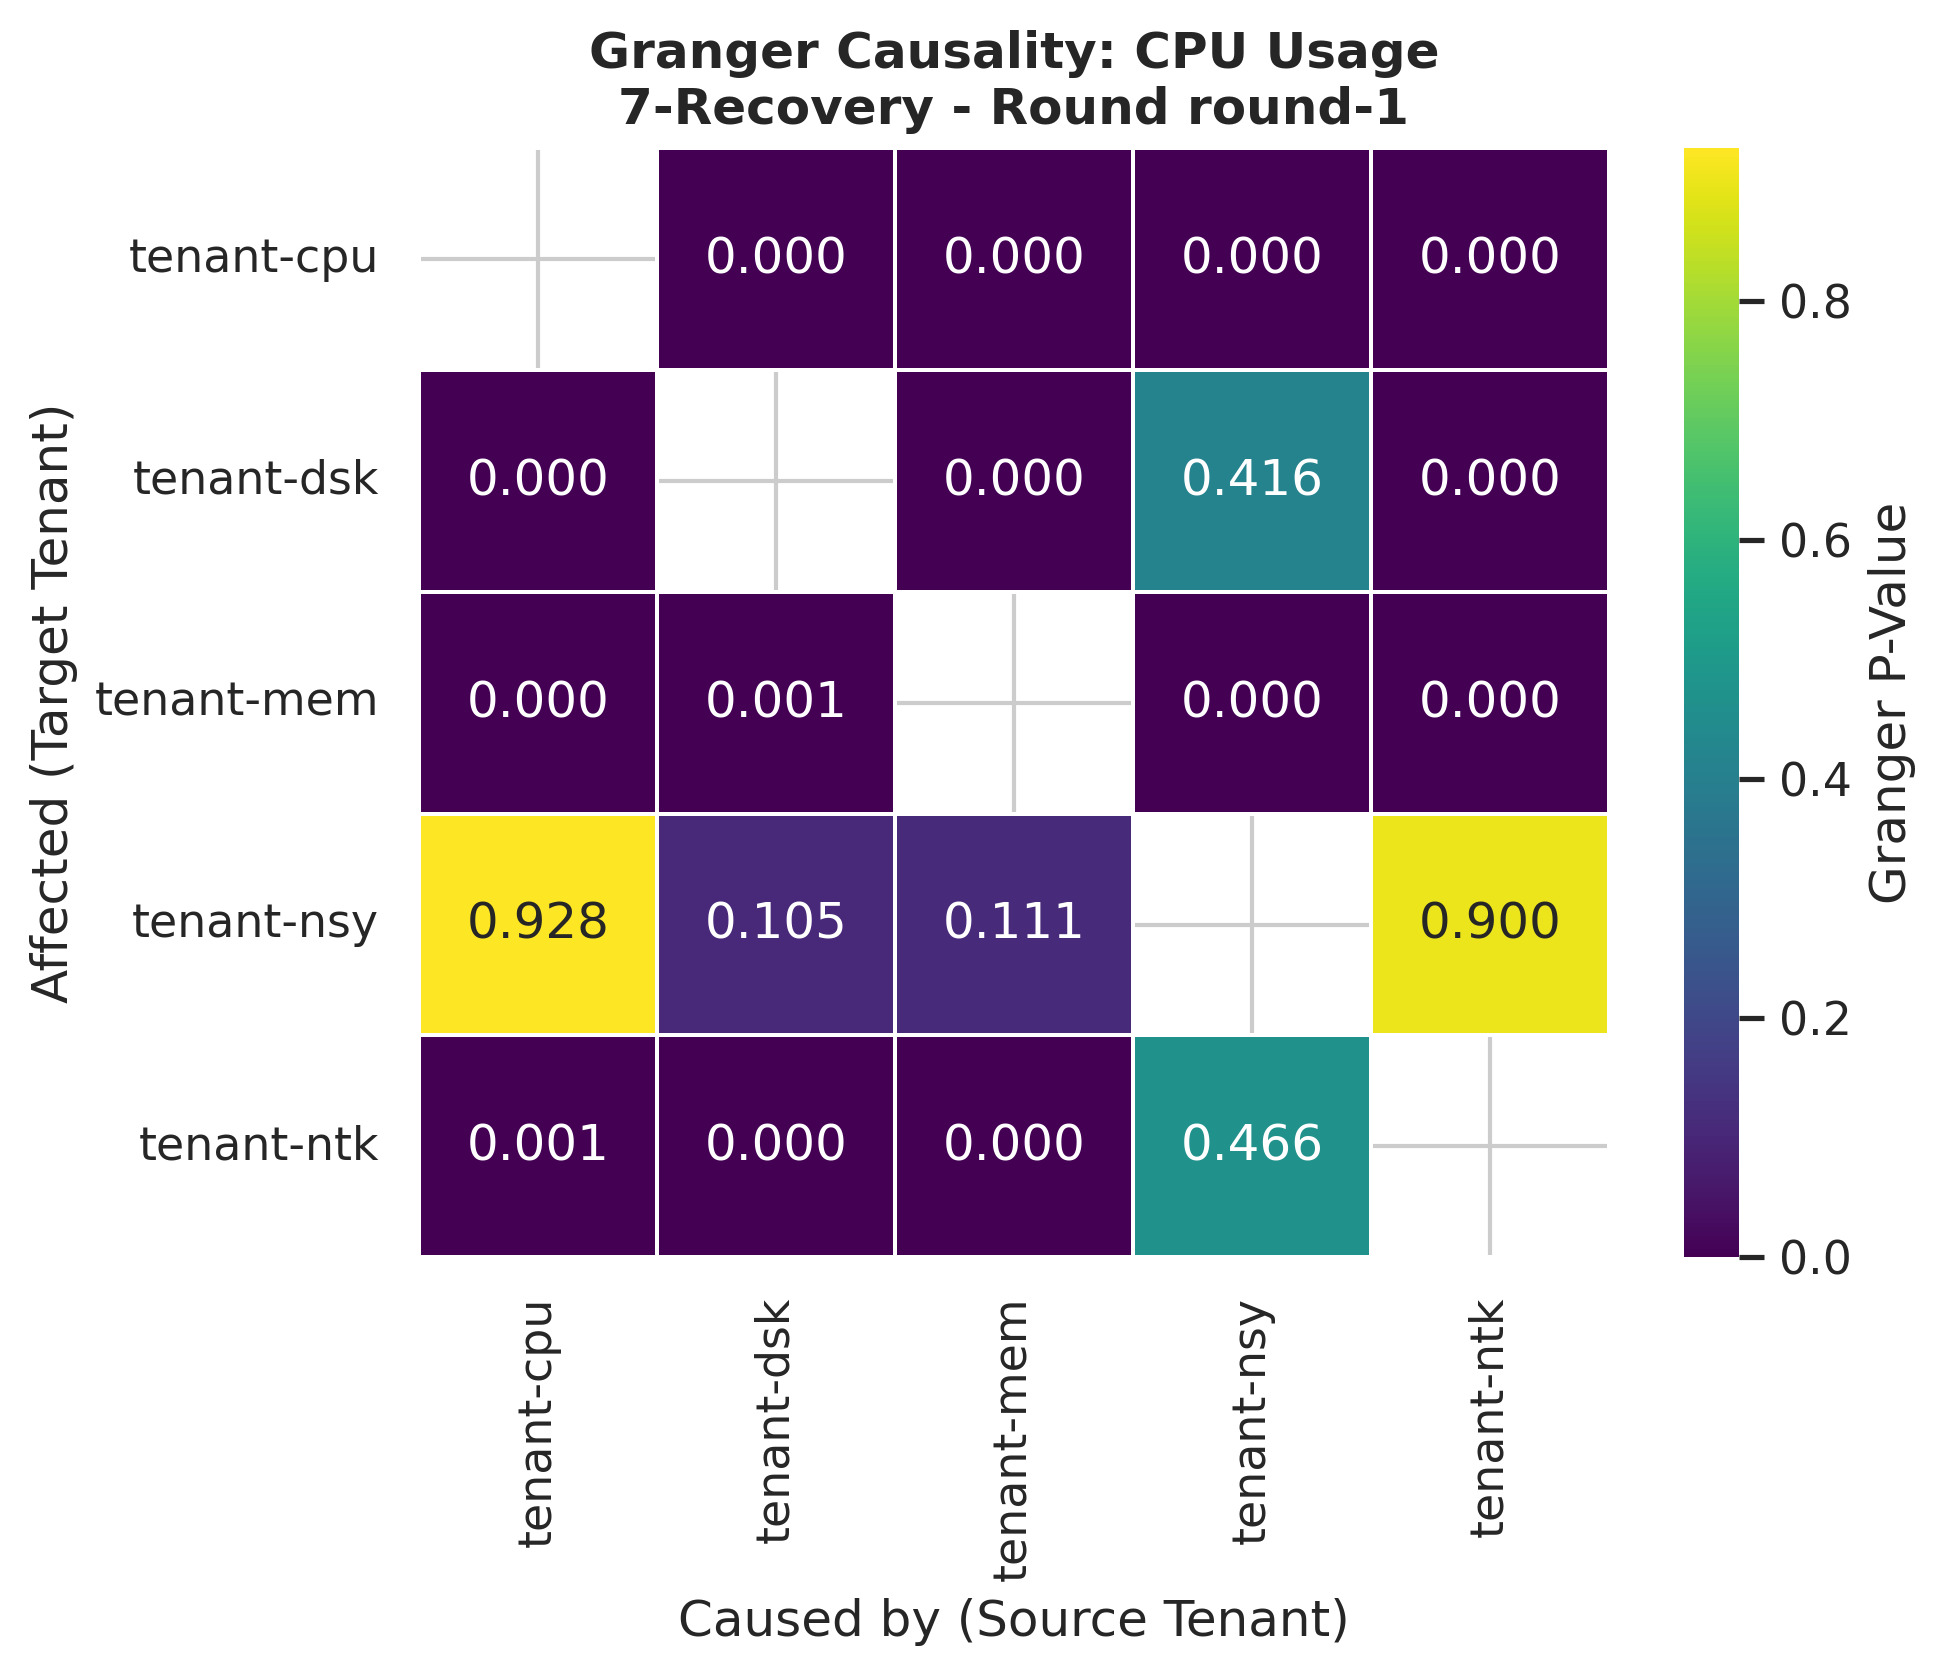 Granger Causality: CPU Usage
7-Recovery - Round round-1
Affected (Target Tenant)
tenant-cpu
0.000 0.000 0.000 0.000
tenant-dsk
0.000 0.000 0.416 0.000
tenant-mem
0.000 0.001 0.000 0.000
tenant-nsy
0.928 0.105 0.111 0.900
tenant-ntk
0.001 0.000 0.000 0.466
tenant-cpu
tenant-dsk
tenant-mem
tenant-nsy
tenant-ntk
Caused by (Source Tenant)
0.8
0.6
0.4
0.2
0.0
Granger P-Value